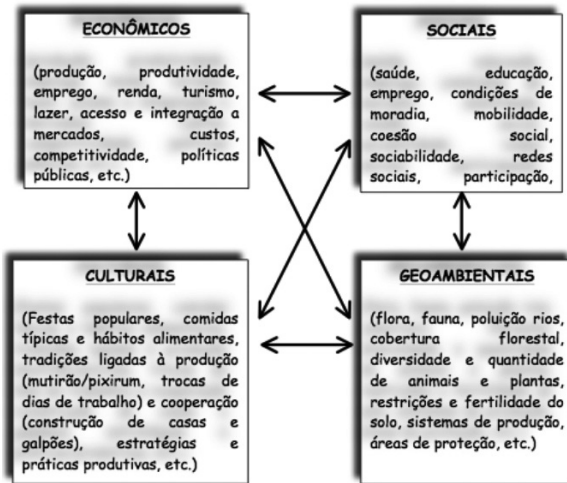 ECONÔMICOS
(produção, produtividade,
emprego, renda, turismo,
lazer, acesso e integração a
mercados, custos,
competitividade, políticas
públicas, etc.)
SOCIAIS
(saúde, educação,
emprego, condições de
moradia, mobilidade,
coesão social,
sociabilidade, redes
sociais, participação,
CULTURAIS
(Festas populares, comidas
típicas e hábitos alimentares,
tradições ligadas à produção
(mutirão/pixirum, trocas de
dias de trabalho) e cooperação
(construção de casas e
galpões), estratégias e
práticas produtivas, etc.)
GEOAMBIENTAIS
(flora, fauna, poluição rios,
cobertura florestal,
diversidade e quantidade
de animais e plantas,
restrições e fertilidade do
solo, sistemas de produção,
áreas de proteção, etc.)